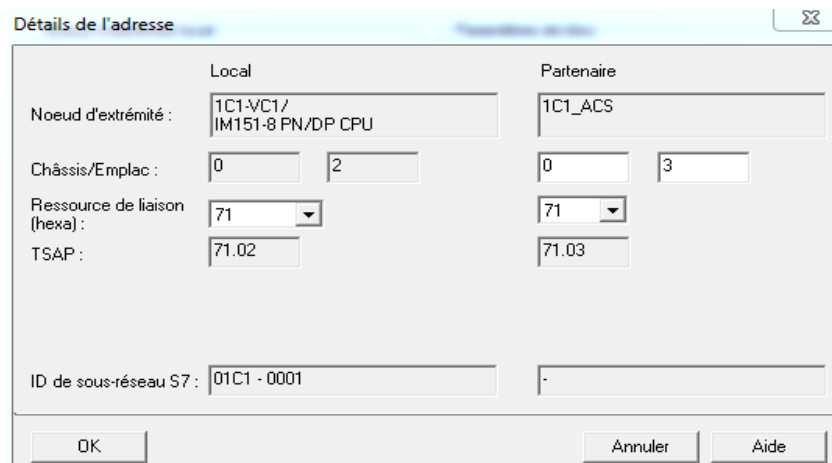 Détails de l'adresse
Local Partenaire
Noeud d'extrémité : 1C1-VC1/ 1C1_ACS
IM151-8 PN/DP CPU
Châssis/Emplac : 0 2 0 3
Ressource de liaison
(hexa) : 71 71
TSAP : 71.02 71.03
ID de sous-réseau S7 : 01C1 - 0001 -
OK Annuler Aide